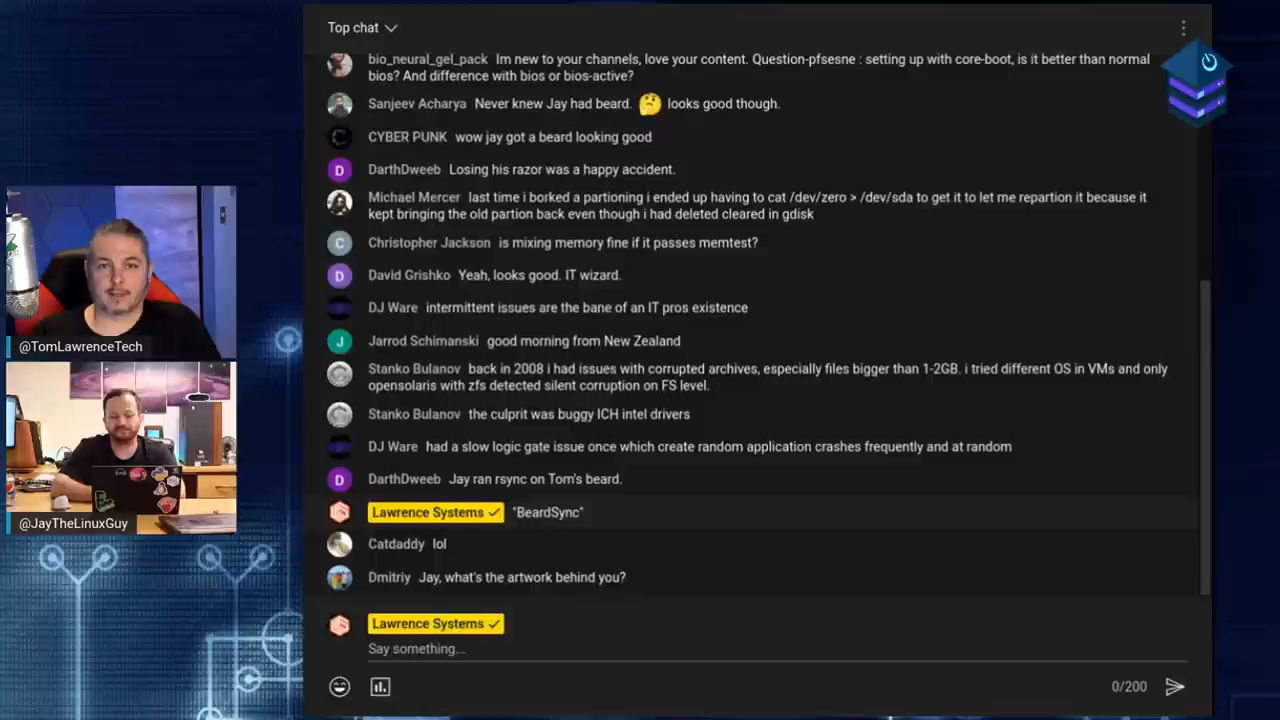 Top chat
bio_neural_gel_pack Im new to your channels, love your content. Question-pfsesne : setting up with core-boot, is it better than normal
bios? And difference with bios or bios-active?
Sanjeev Acharya Never knew Jay had beard. 🤔 looks good though.
CYBER PUNK wow jay got a beard looking good
D
DarthDweeb Losing his razor was a happy accident.
Michael Mercer last time i borked a partioning i ended up having to cat /dev/zero > /dev/sda to get it to let me repartion it because it
kept bringing the old partion back even though i had deleted cleared in gdisk
C
Christopher Jackson is mixing memory fine if it passes memtest?
D
David Grishko Yeah, looks good. IT wizard.
DJ Ware intermittent issues are the bane of an IT pros existence
J
Jarrod Schimanski good morning from New Zealand
Stanko Bulanov back in 2008 i had issues with corrupted archives, especially files bigger than 1-2GB. i tried different OS in VMs and only
opensolaris with zfs detected silent corruption on FS level.
Stanko Bulanov the culprit was buggy ICH intel drivers
DJ Ware had a slow logic gate issue once which create random application crashes frequently and at random
D
DarthDweeb Jay ran rsync on Tom's beard.
Lawrence Systems "BeardSync"
Catdaddy lol
Dmitriy Jay, what's the artwork behind you?
Lawrence Systems
Say something...
0/200
@TomLawrenceTech
@JayTheLinuxGuy